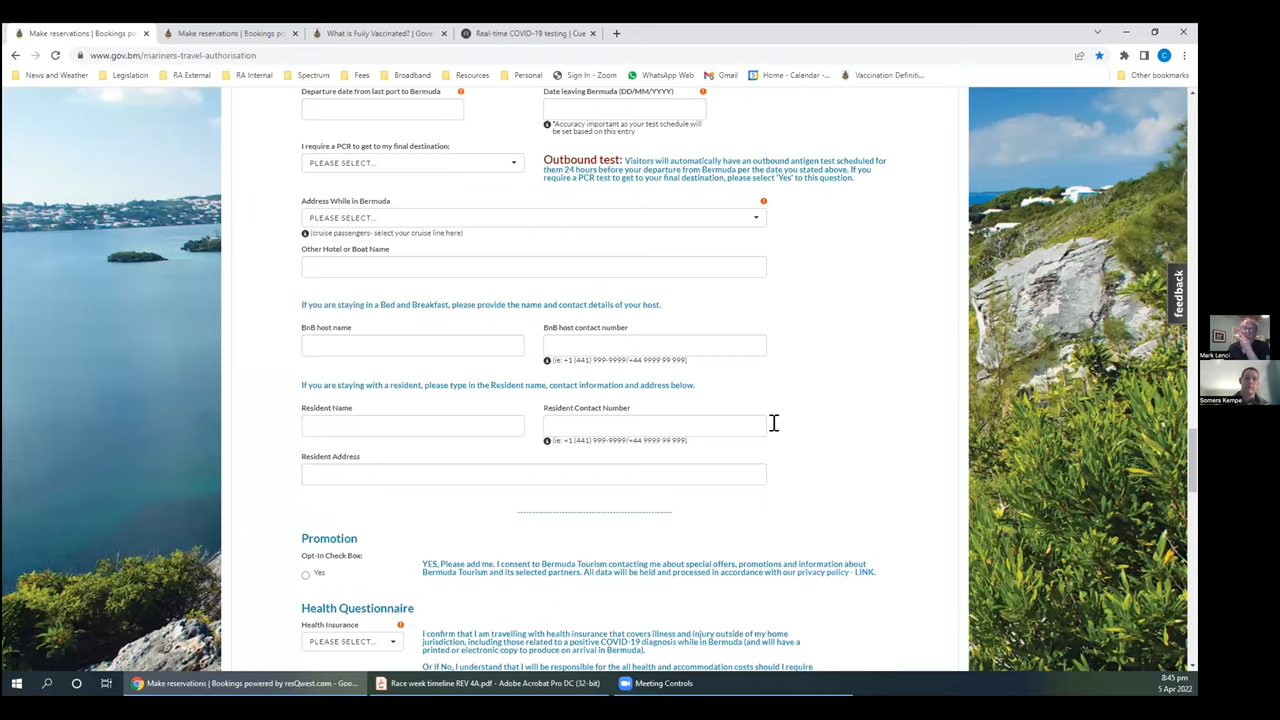 Make reservations | Bookings po
Make reservations | Bookings po
What is Fully Vaccinated? | Gove
Real-time COVID-19 testing | Cue
www.gov.bm/mariners-travel-authorisation
News and Weather
Legislation
RA External
RA Internal
Spectrum
Fees
Broadband
Resources
Personal
Sign In - Zoom
WhatsApp Web
Gmail
Home - Calendar -...
Vaccination Definiti...
Other bookmarks
Departure date from last port to Bermuda
Date leaving Bermuda (DD/MM/YYYY)
*Accuracy important as your test schedule will
be set based on this entry
I require a PCR to get to my final destination:
PLEASE SELECT...
Outbound test: Visitors will automatically have an outbound antigen test scheduled for
them 24 hours before your departure from Bermuda per the date you stated above. If you
require a PCR test to get to your final destination, please select 'Yes' to this question.
Address While in Bermuda
PLEASE SELECT...
(cruise passengers- select your cruise line here)
Other Hotel or Boat Name
If you are staying in a Bed and Breakfast, please provide the name and contact details of your host.
BnB host name
BnB host contact number
(ie: +1 (441) 999-9999/+44 9999 99 999)
If you are staying with a resident, please type in the Resident name, contact information and address below.
Resident Name
Resident Contact Number
(ie: +1 (441) 999-9999/+44 9999 99 999)
Resident Address
----------------------------------------------------
Promotion
Opt-In Check Box:
Yes
YES, Please add me. I consent to Bermuda Tourism contacting me about special offers, promotions and information about
Bermuda Tourism and its selected partners. All data will be held and processed in accordance with our privacy policy - LINK.
Health Questionnaire
Health Insurance
PLEASE SELECT...
I confirm that I am travelling with health insurance that covers illness and injury outside of my home
jurisdiction, including those related to a positive COVID-19 diagnosis while in Bermuda (and will have a
printed or electronic copy to produce on arrival in Bermuda).
Or if No, I understand that I will be responsible for the all health and accommodation costs should I require
feedback
Mark Lenci
Somers Kempe
Make reservations | Bookings powered by resQwest.com - Goo...
Race week timeline REV 4A.pdf - Adobe Acrobat Pro DC (32-bit)
Meeting Controls
8:45 pm
5 Apr 2022